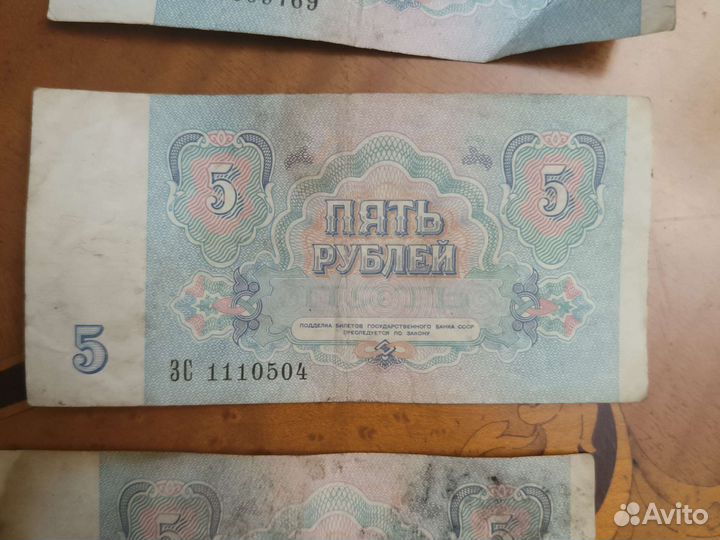 5 5
ПЯТЬ
РУБЛЕЙ
ПОДДЕЛКА БИЛЕТОВ ГОСУДАРСТВЕННОГО БАНКА СССР
ПРЕСЛЕДУЕТСЯ ПО ЗАКОНУ
5
ЗС 1110504
5 5
Avito